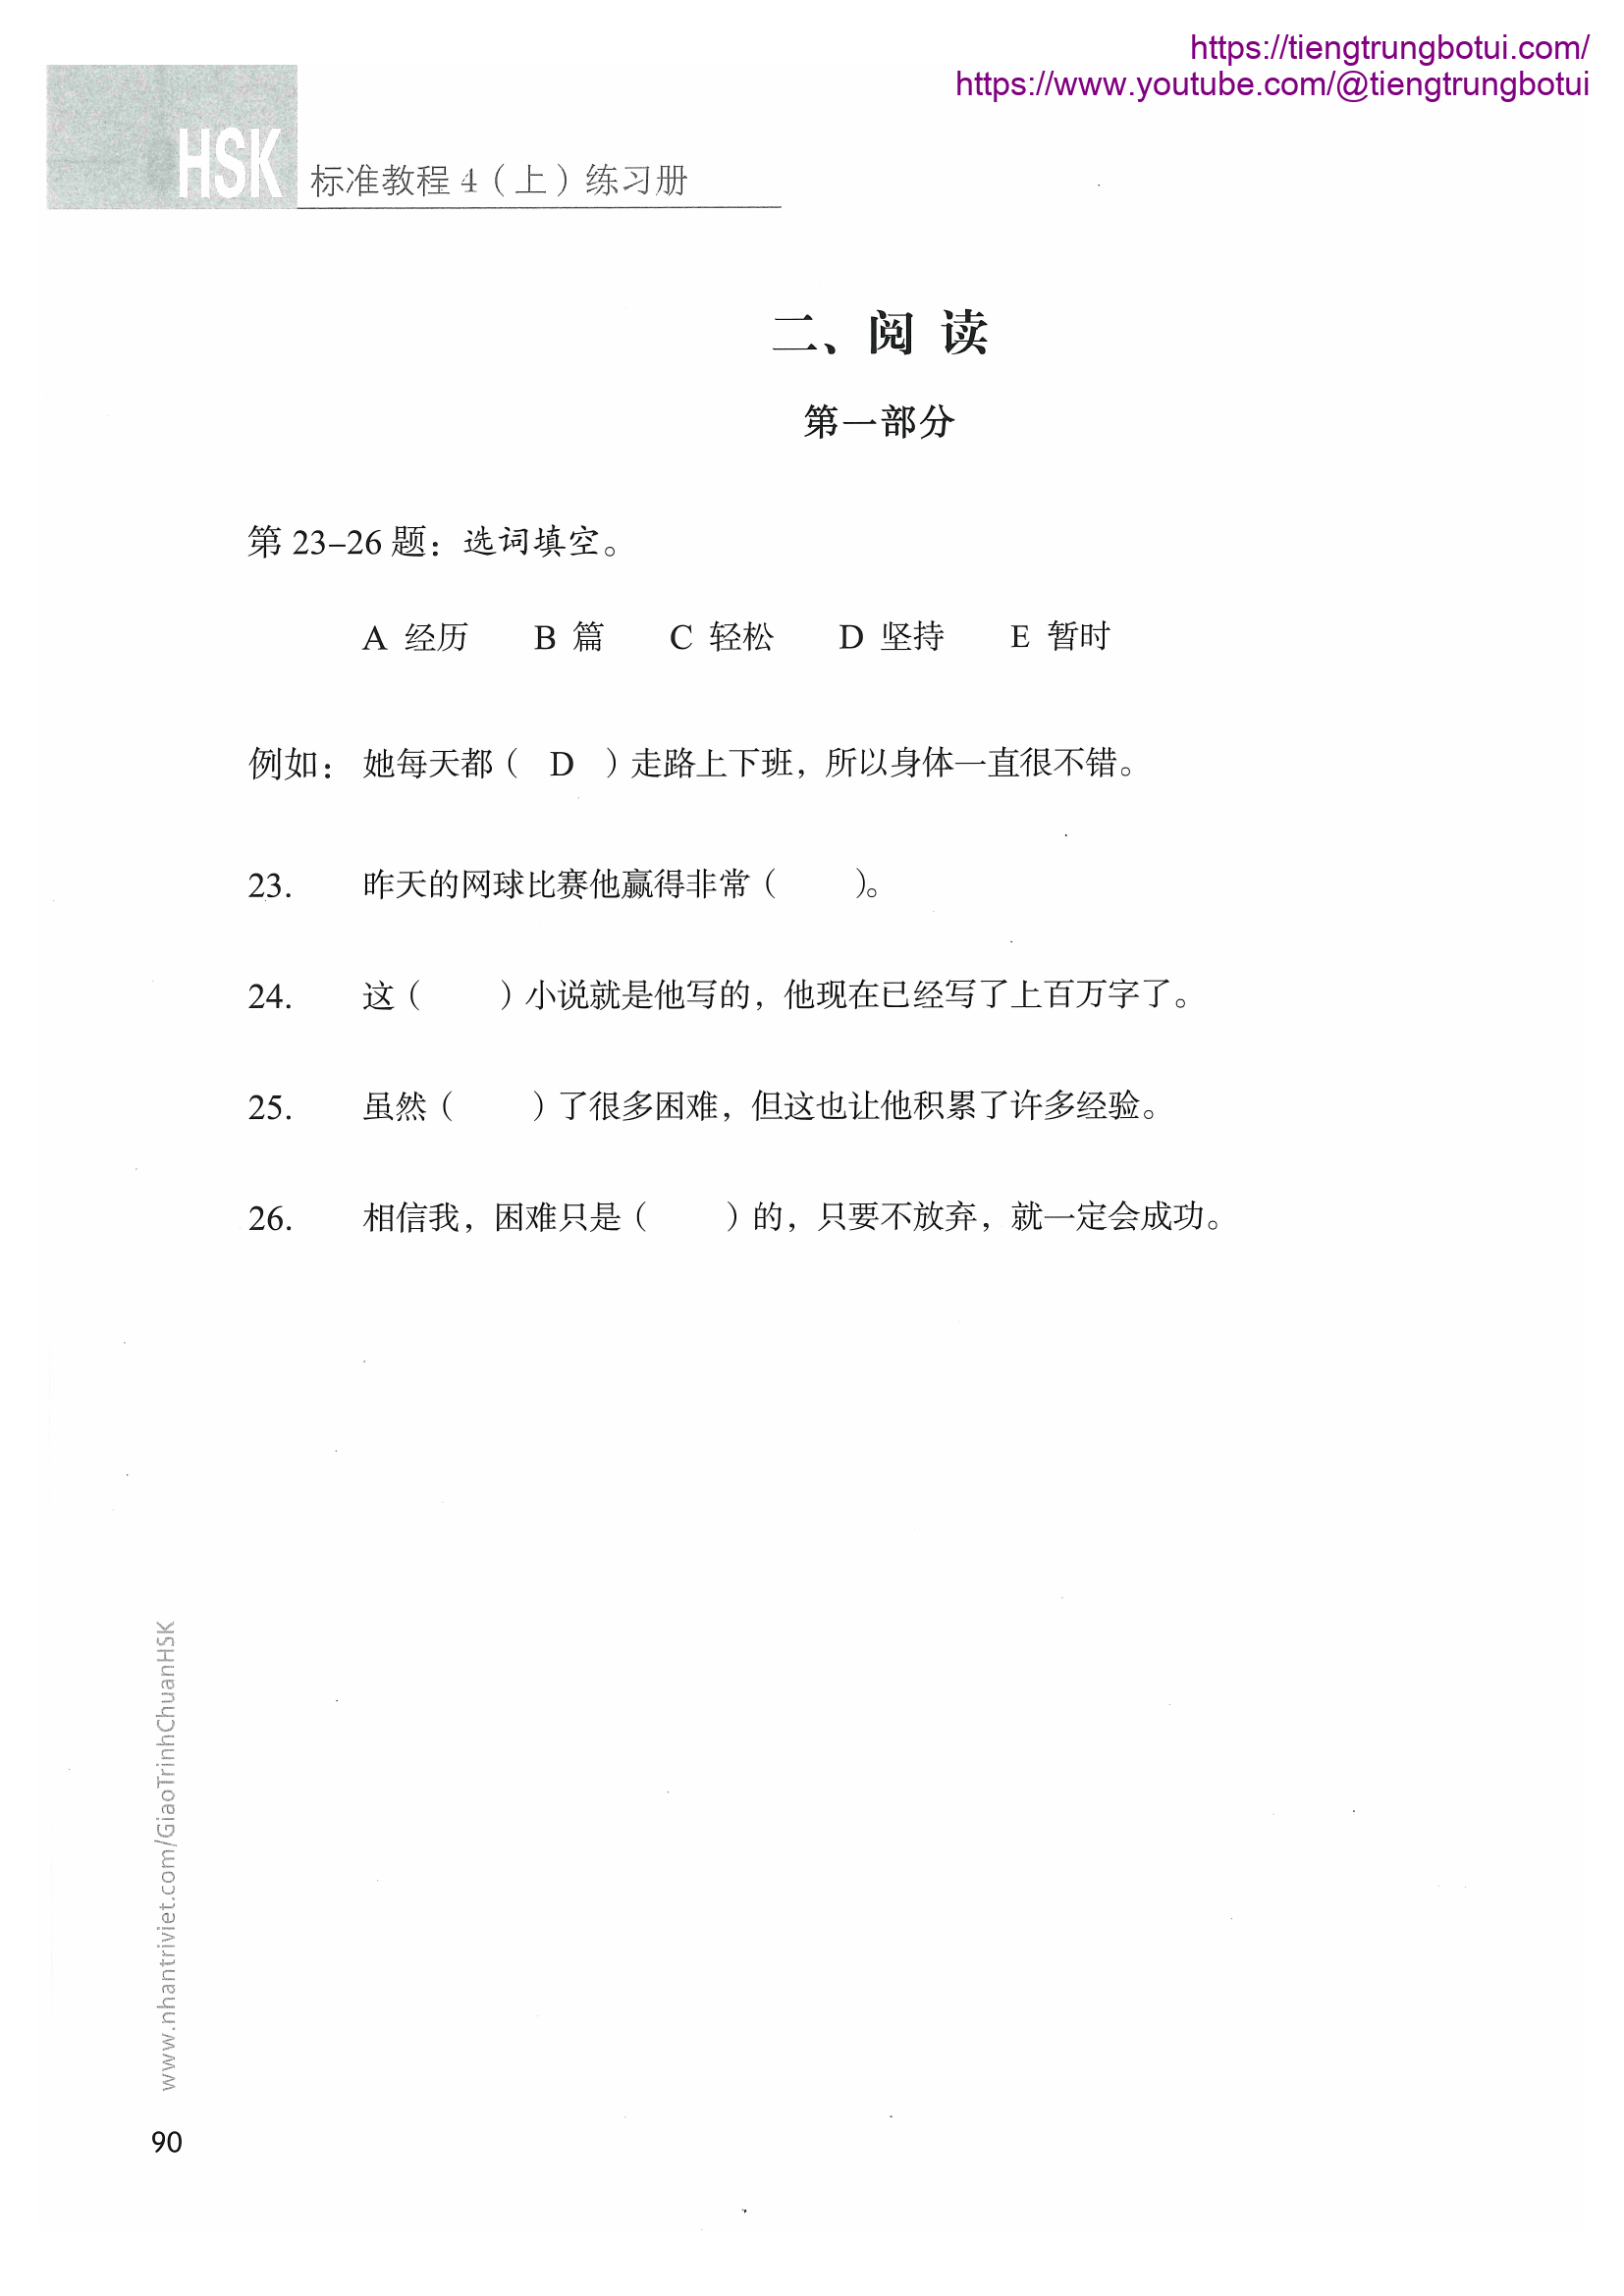 https://tiengtrungbotui.com/
https://www.youtube.com/@tiengtrungbotui
HSK 标准教程 4（上）练习册
二、阅 读
第一部分
第 23–26 题：选词填空。
A 经历 B 篇 C 轻松 D 坚持 E 暂时
例如： 她每天都（ D ）走路上下班，所以身体一直很不错。
23. 昨天的网球比赛他赢得非常（ ）。
24. 这（ ）小说就是他写的，他现在已经写了上百万字了。
25. 虽然（ ）了很多困难，但这也让他积累了许多经验。
26. 相信我，困难只是（ ）的，只要不放弃，就一定会成功。
www.nhantriviet.com/GiaoTrinhChuanHSK
90